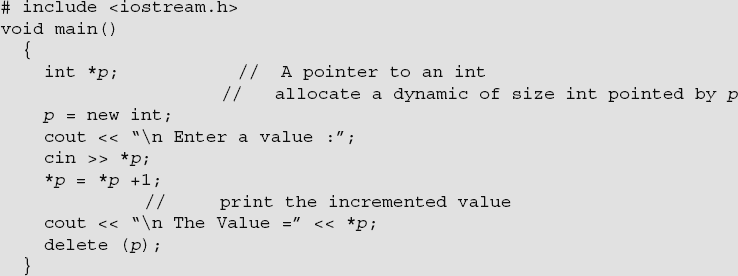 # include <iostream.h>
void main()
{
int *p; // A pointer to an int
// allocate a dynamic of size int pointed by p
p = new int;
cout << “\n Enter a value :”;
cin >> *p;
*p = *p +1;
// print the incremented value
cout << “\n The Value =” << *p;
delete (p);
}